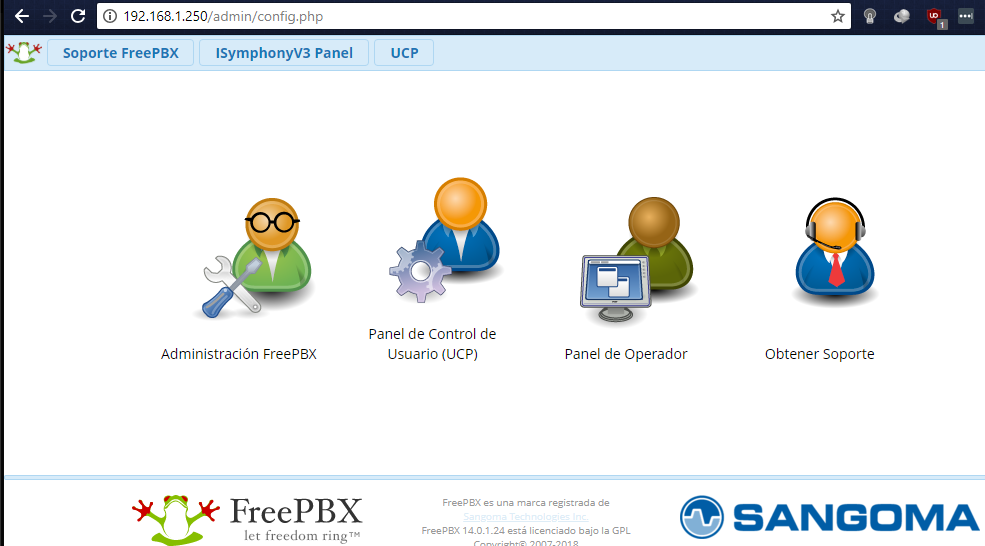 192.168.1.250/admin/config.php
UD
1
Soporte FreePBX
ISymphonyV3 Panel
UCP
Administración FreePBX
Panel de Control de
Usuario (UCP)
Panel de Operador
Obtener Soporte
FreePBX
let freedom ring™
FreePBX es una marca registrada de
Sangoma Technologies Inc.
FreePBX 14.0.1.24 está licenciado bajo la GPL
Copyright© 2007-2018
SANGOMA